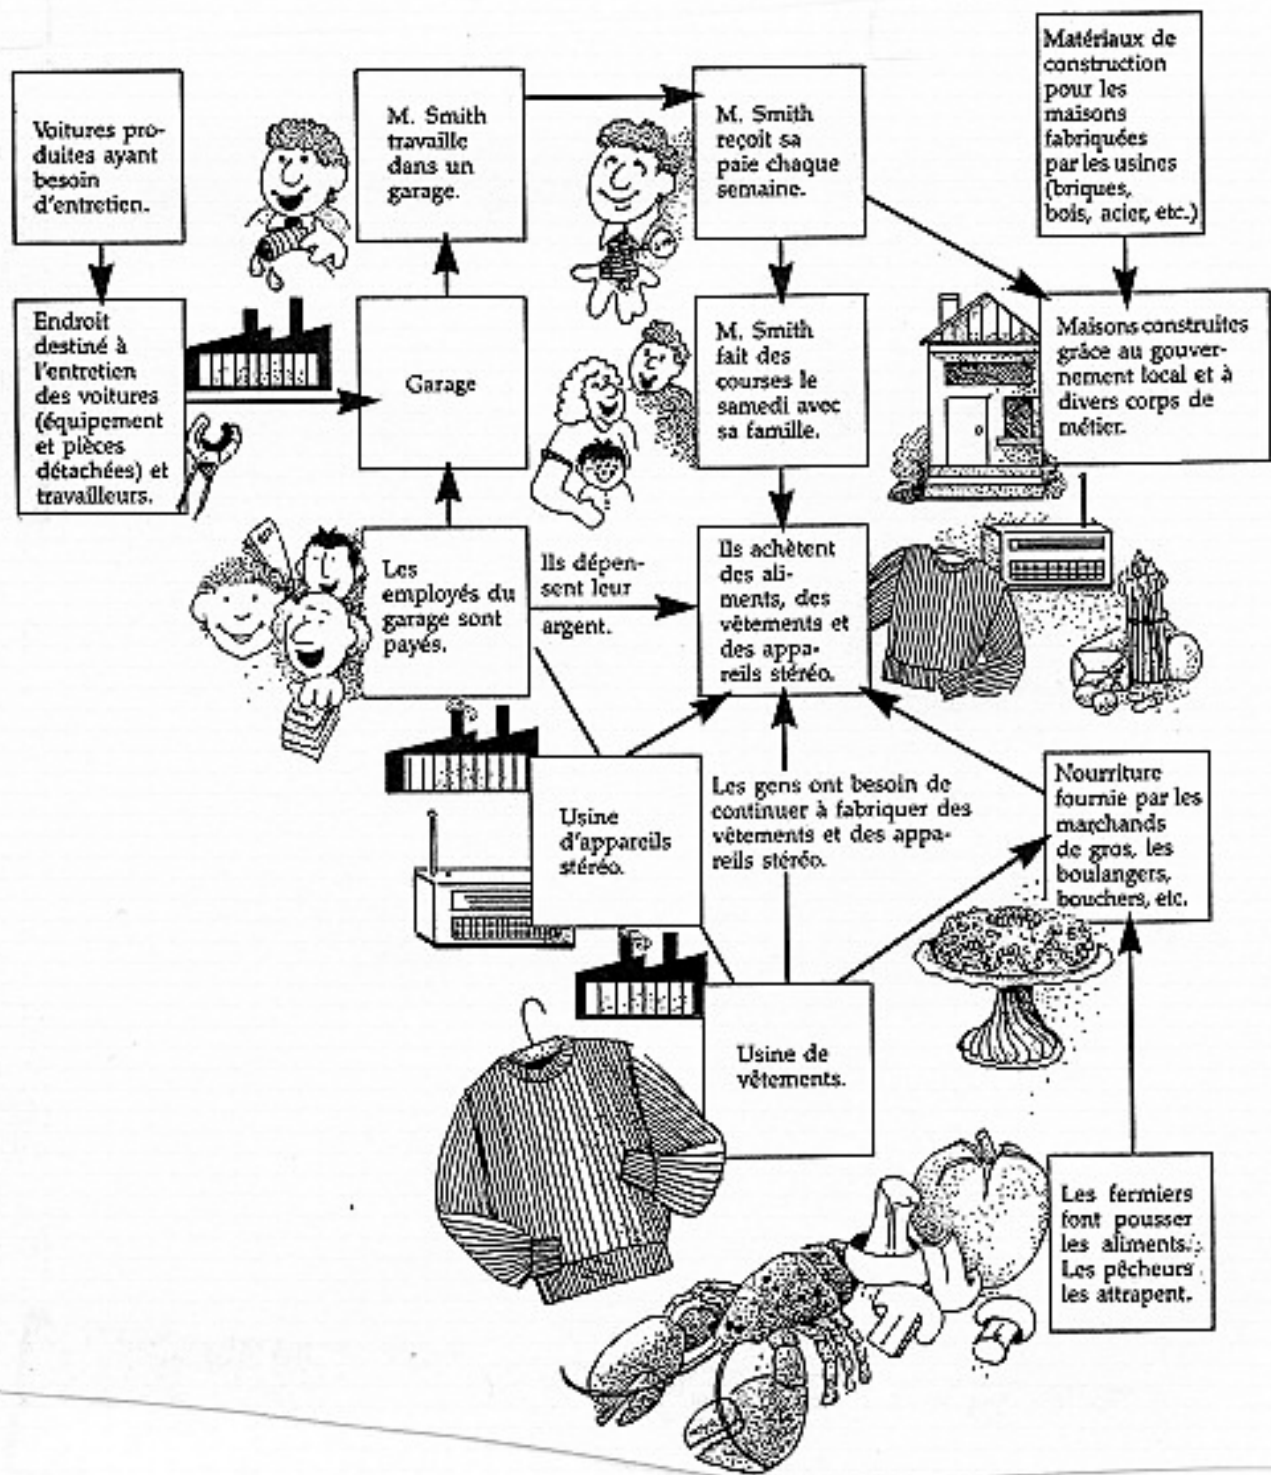 Voitures pro-
duites ayant
besoin
d'entretien.
M. Smith
travaille
dans un
garage.
M. Smith
reçoit sa
paie chaque
semaine.
Matériaux de
construction
pour les
maisons
fabriquées
par les usines
(briques,
bois, acier, etc.)
Endroit
destiné à
l'entretien
des voitures
(équipement
et pièces
détachées) et
travailleurs.
Garage
M. Smith
fait des
courses le
samedi avec
sa famille.
Maisons construites
grâce au gouver-
nement local et à
divers corps de
métier.
Les
employés du
garage sont
payés.
Ils dépen-
sent leur
argent.
Ils achètent
des ali-
ments, des
vêtements et
des appa-
reils stéréo.
Usine
d'appareils
stéréo.
Les gens ont besoin de
continuer à fabriquer des
vêtements et des appa-
reils stéréo.
Nourriture
fournie par les
marchands
de gros, les
boulangers,
bouchers, etc.
Usine de
vêtements.
Les fermiers
font pousser
les aliments.
Les pêcheurs
les attrapent.